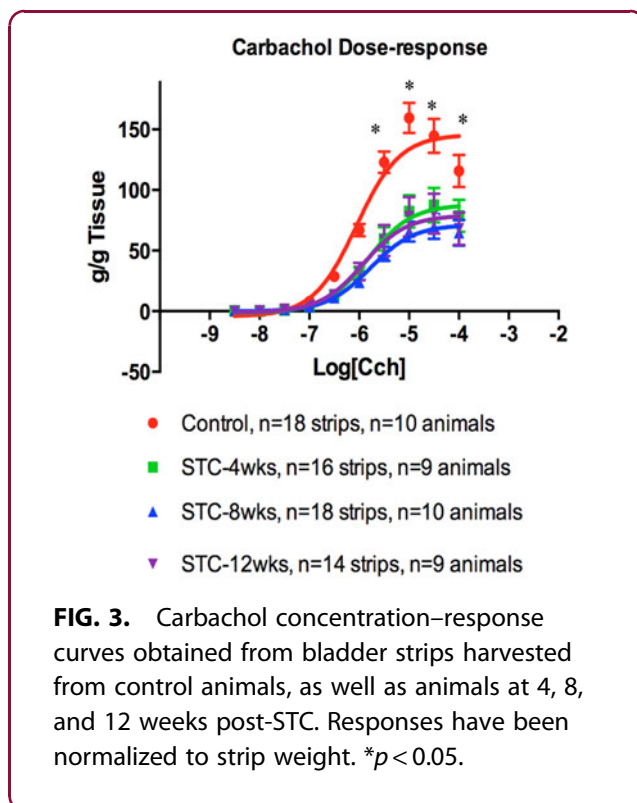 Carbachol Dose-response
* * * *
150
100
50
0
-50
g/g Tissue
-9 -8 -7 -6 -5 -4 -3 -2
Log[Cch]
Control, n=18 strips, n=10 animals
STC-4wks, n=16 strips, n=9 animals
STC-8wks, n=18 strips, n=10 animals
STC-12wks, n=14 strips, n=9 animals
FIG. 3. Carbachol concentration–response
curves obtained from bladder strips harvested
from control animals, as well as animals at 4, 8,
and 12 weeks post-STC. Responses have been
normalized to strip weight. *p < 0.05.